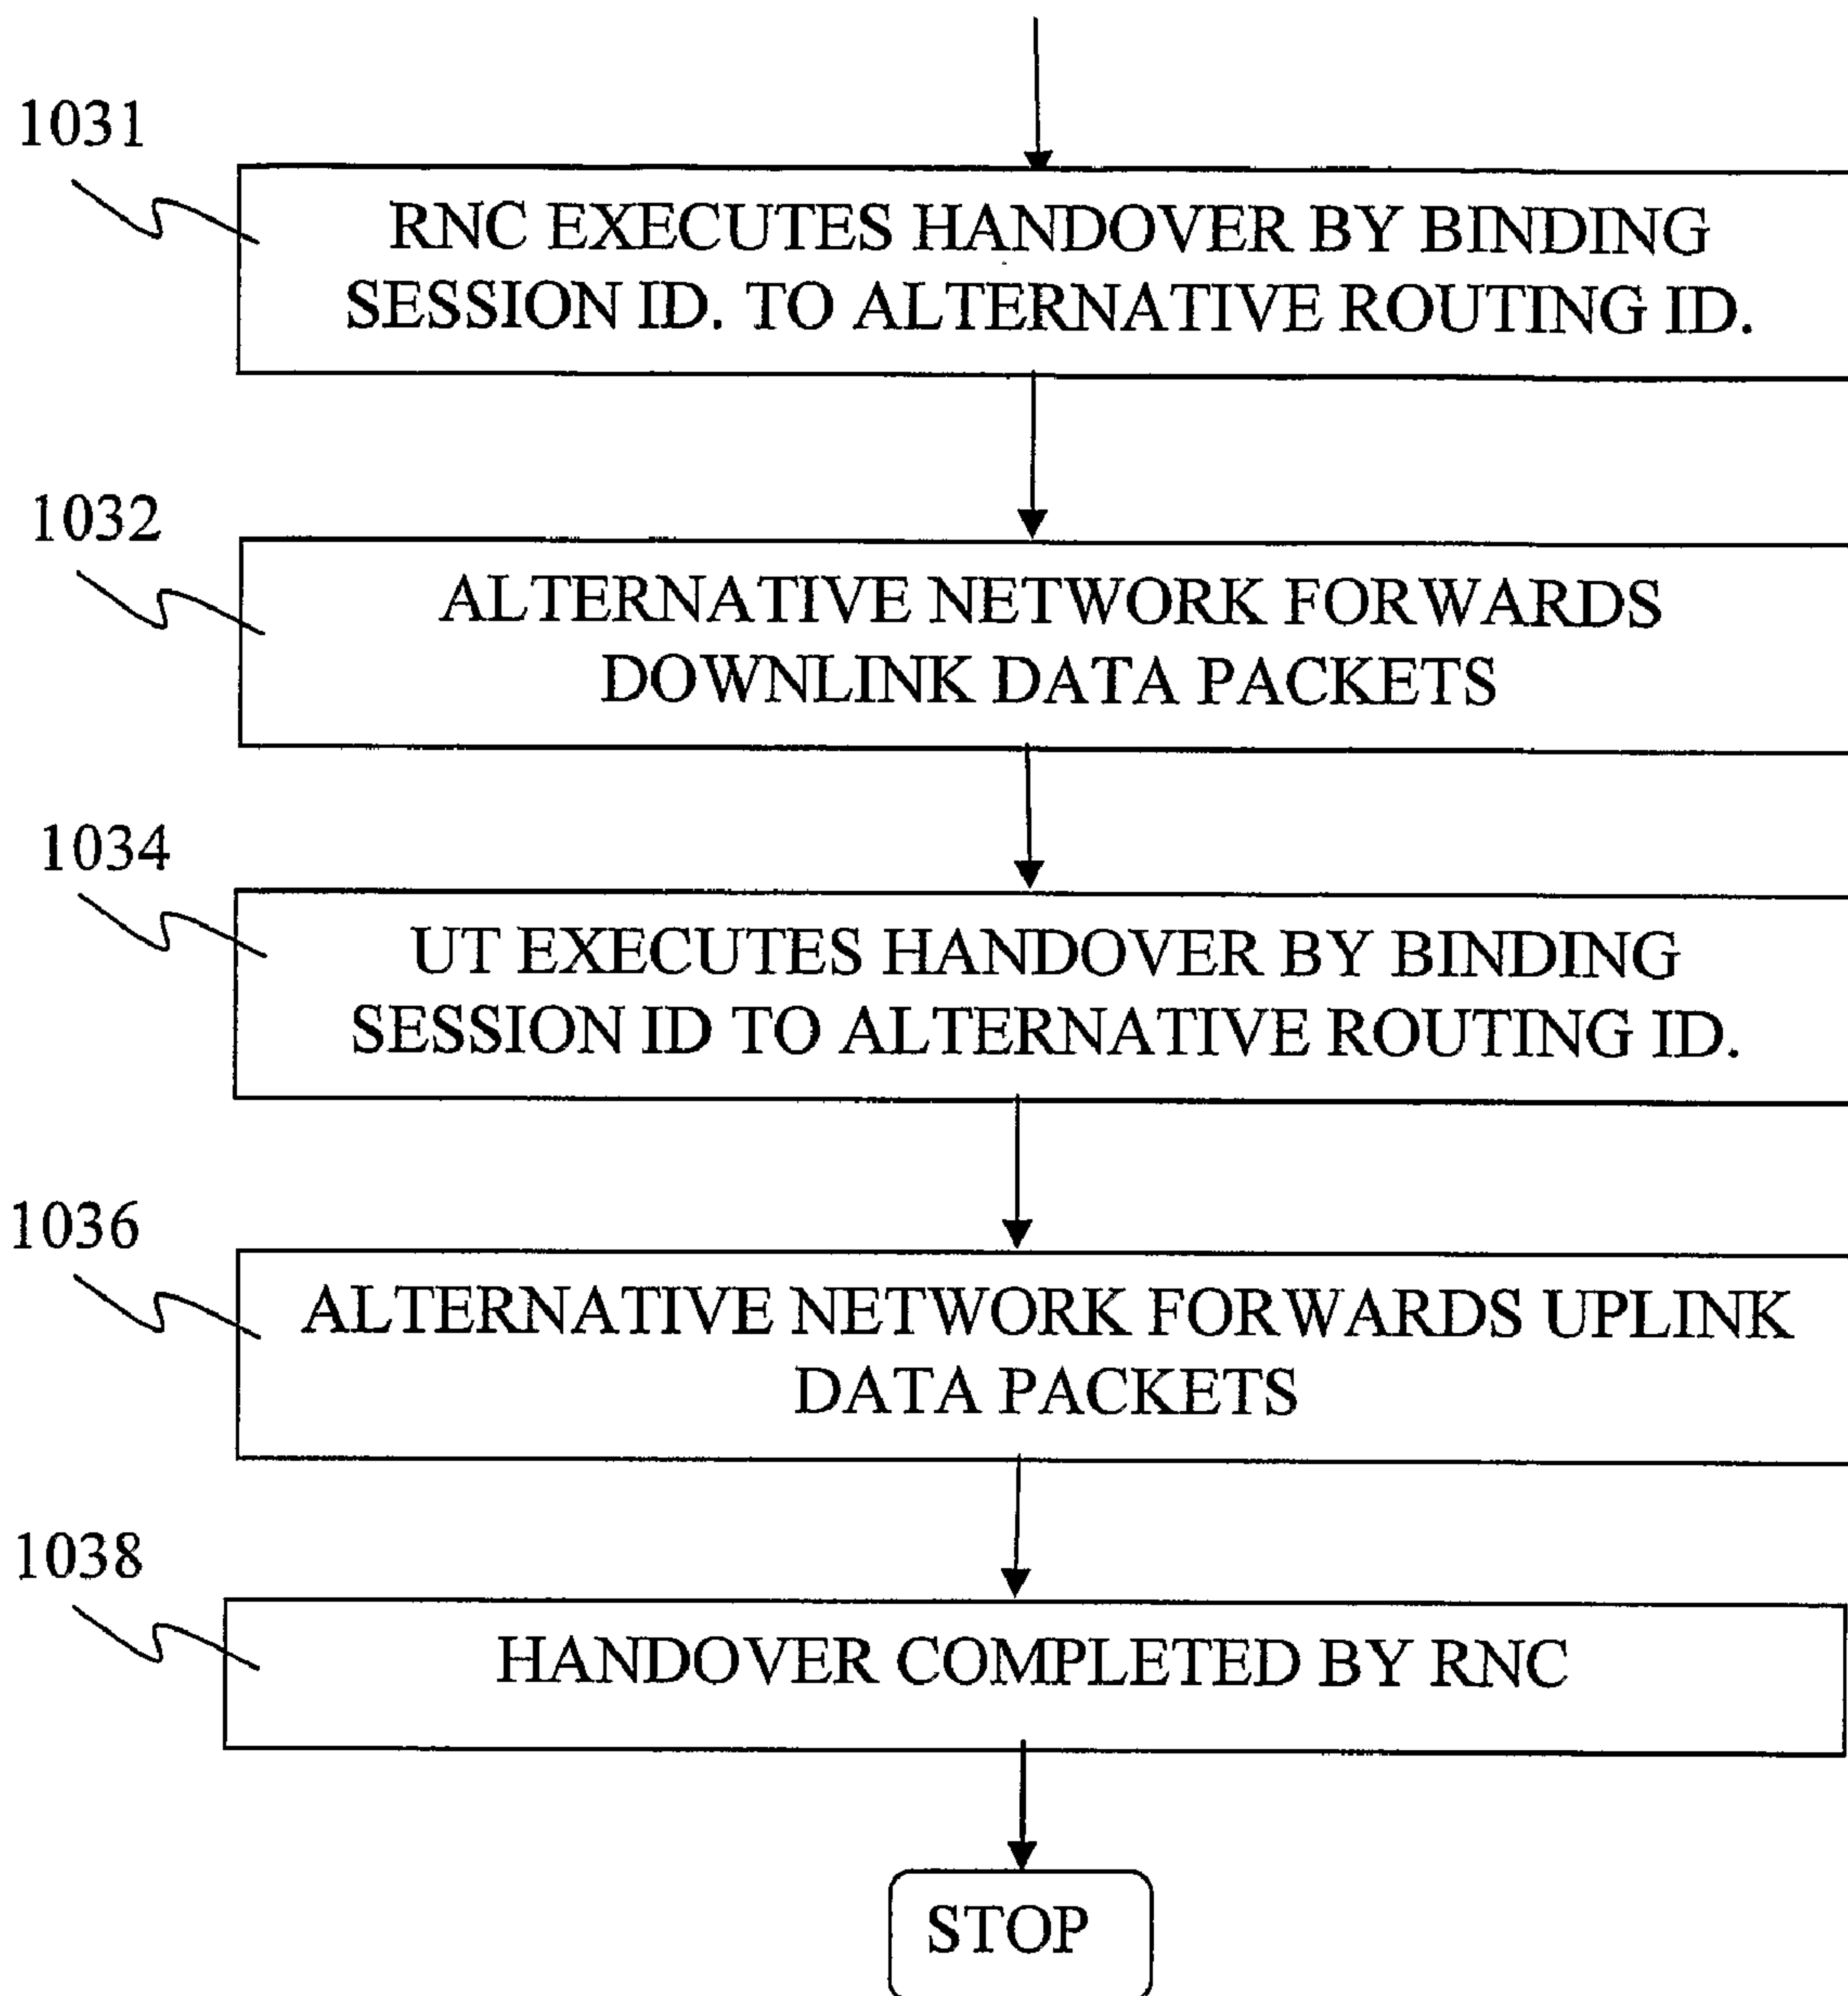 1031
RNC EXECUTES HANDOVER BY BINDING
SESSION ID. TO ALTERNATIVE ROUTING ID.
1032
ALTERNATIVE NETWORK FORWARDS
DOWNLINK DATA PACKETS
1034
UT EXECUTES HANDOVER BY BINDING
SESSION ID TO ALTERNATIVE ROUTING ID.
1036
ALTERNATIVE NETWORK FORWARDS UPLINK
DATA PACKETS
1038
HANDOVER COMPLETED BY RNC
STOP